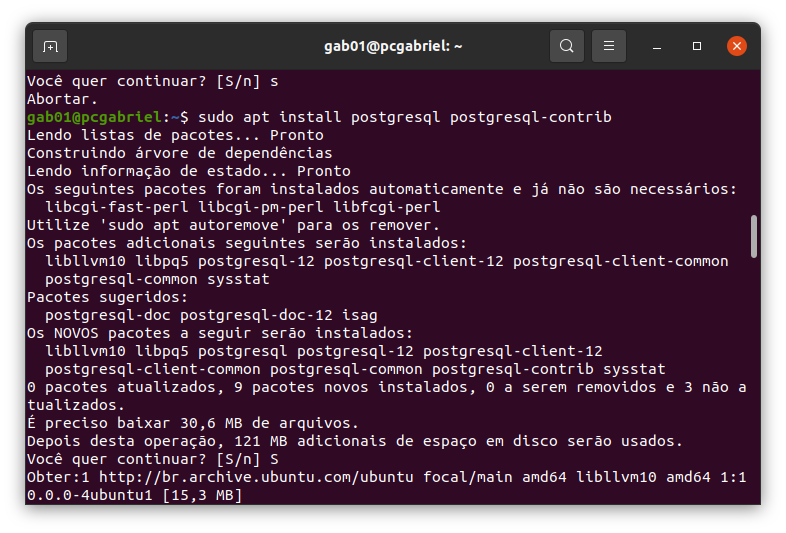 gab01@pcgabriel: ~
Você quer continuar? [S/n] s
Abortar.
gab01@pcgabriel:~$ sudo apt install postgresql postgresql-contrib
Lendo listas de pacotes... Pronto
Construindo árvore de dependências
Lendo informação de estado... Pronto
Os seguintes pacotes foram instalados automaticamente e já não são necessários:
  libcgi-fast-perl libcgi-pm-perl libfcgi-perl
Utilize 'sudo apt autoremove' para os remover.
Os pacotes adicionais seguintes serão instalados:
  libllvm10 libpq5 postgresql-12 postgresql-client-12 postgresql-client-common
  postgresql-common sysstat
Pacotes sugeridos:
  postgresql-doc postgresql-doc-12 isag
Os NOVOS pacotes a seguir serão instalados:
  libllvm10 libpq5 postgresql postgresql-12 postgresql-client-12
  postgresql-client-common postgresql-common postgresql-contrib sysstat
0 pacotes atualizados, 9 pacotes novos instalados, 0 a serem removidos e 3 não a
tualizados.
É preciso baixar 30,6 MB de arquivos.
Depois desta operação, 121 MB adicionais de espaço em disco serão usados.
Você quer continuar? [S/n] S
Obter:1 http://br.archive.ubuntu.com/ubuntu focal/main amd64 libllvm10 amd64 1:1
0.0.0-4ubuntu1 [15,3 MB]